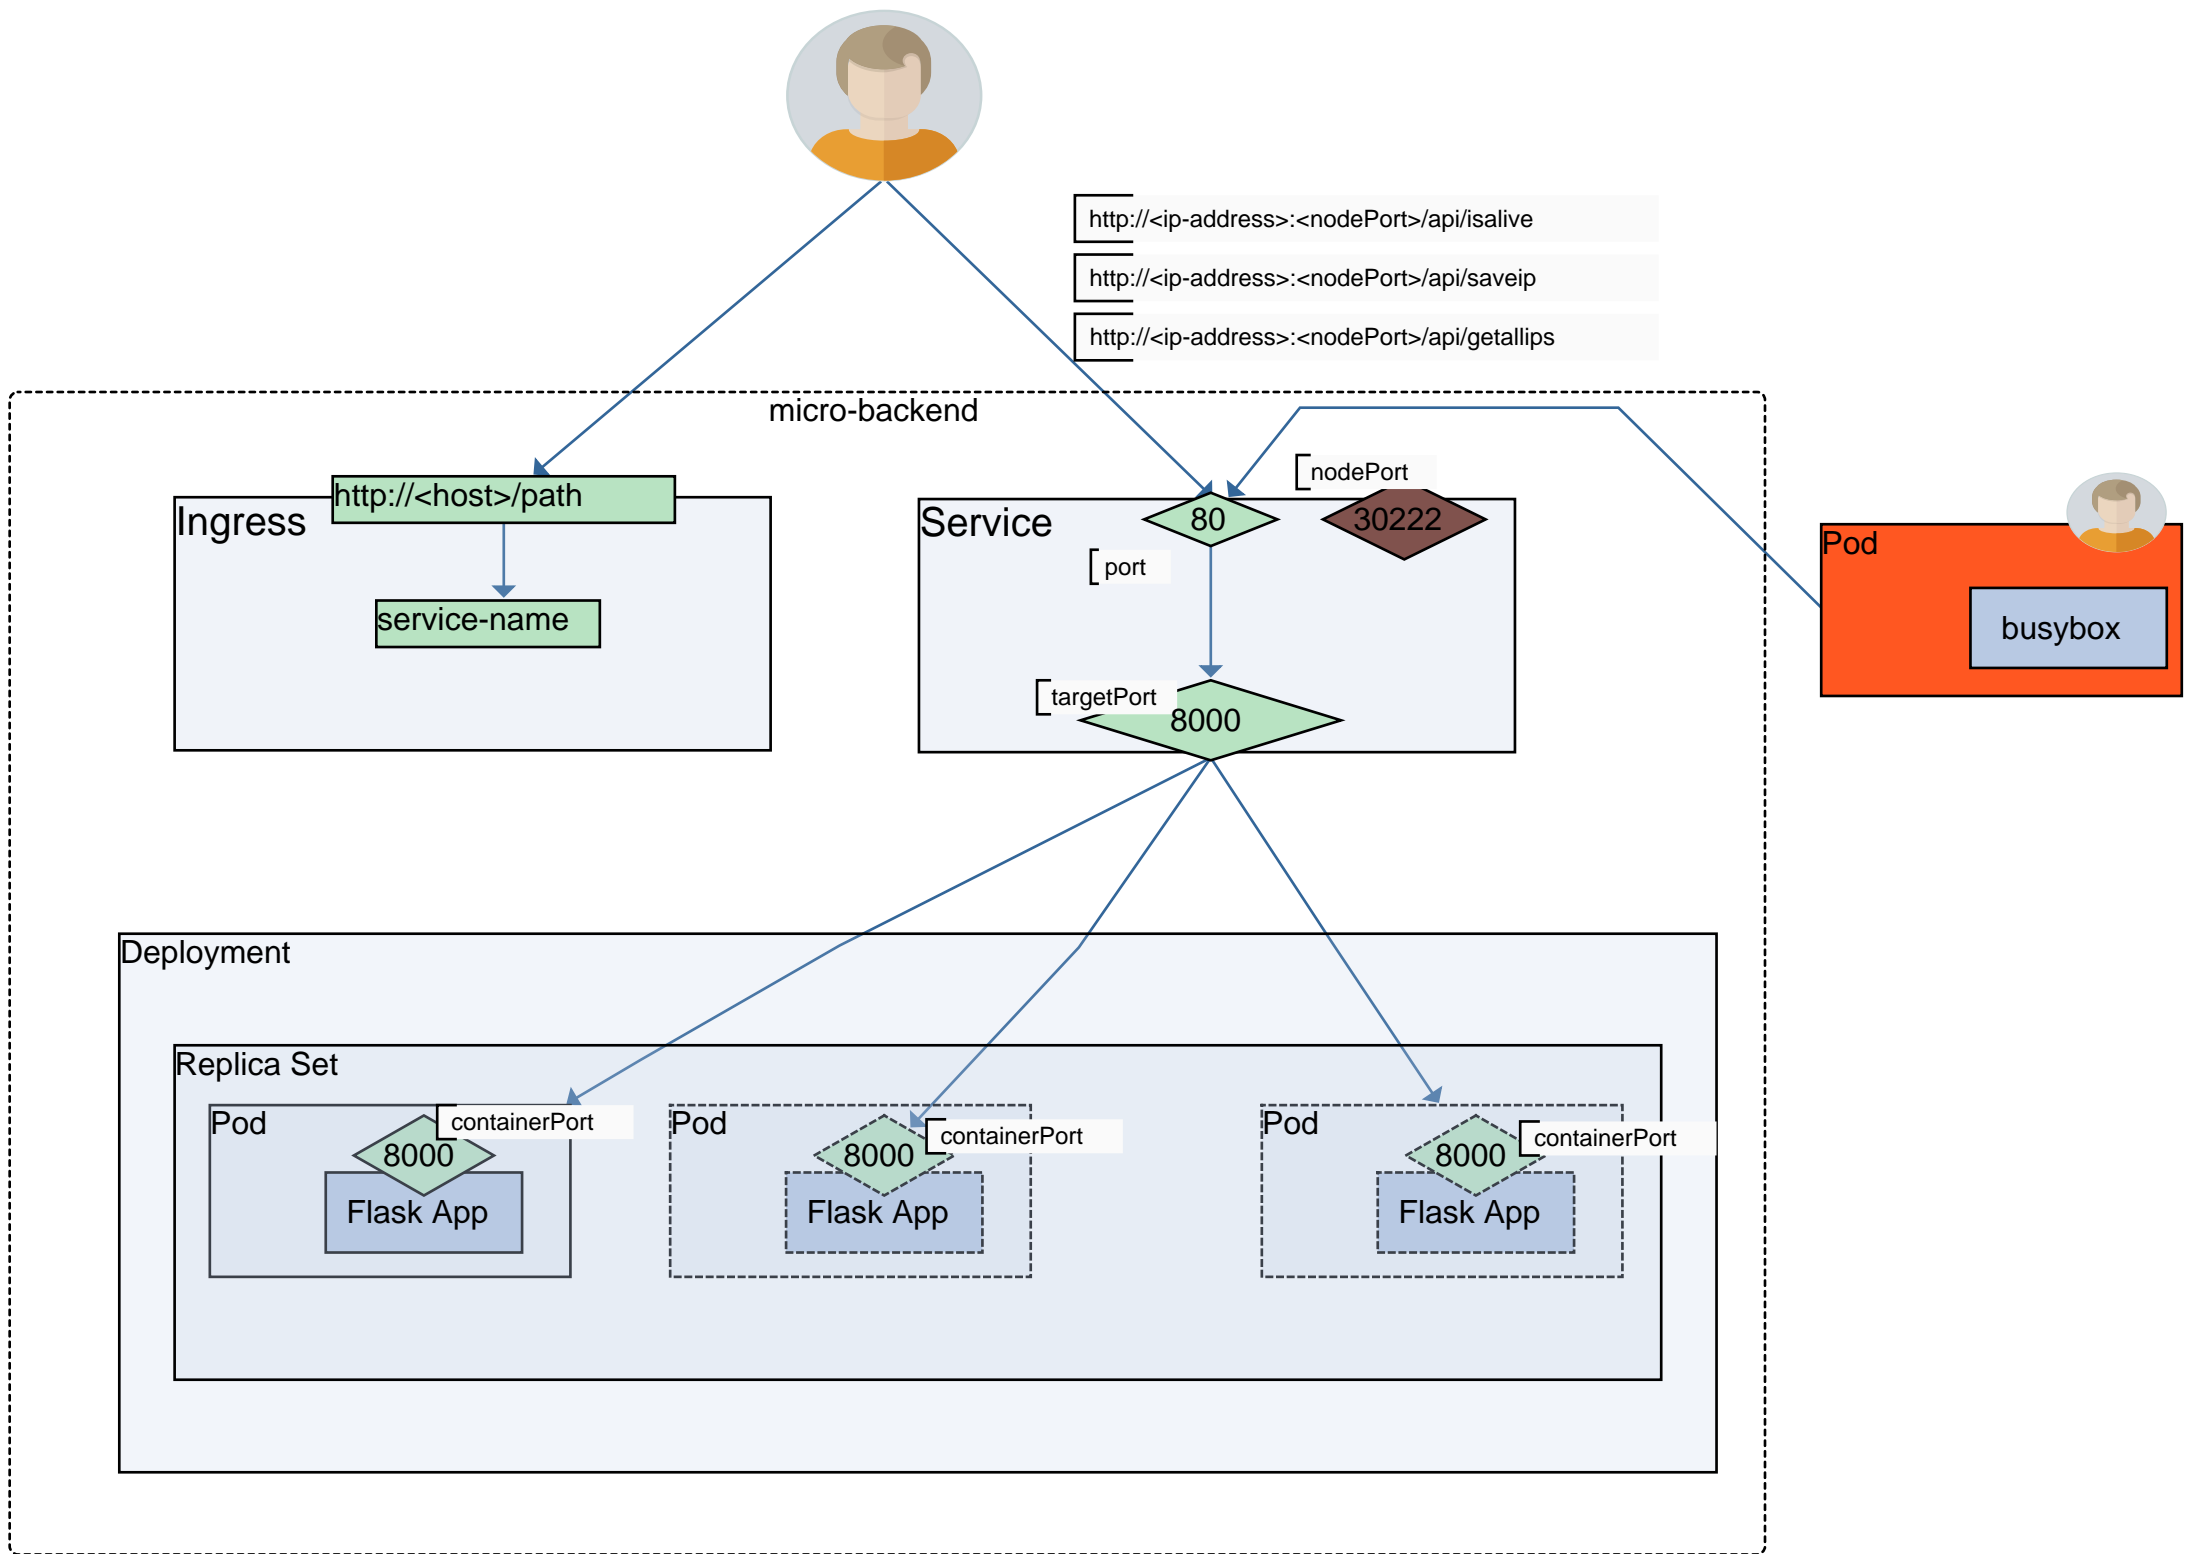 http://<ip-address>:<nodePort>/api/isalive
http://<ip-address>:<nodePort>/api/saveip
http://<ip-address>:<nodePort>/api/getallips
micro-backend
http://<host>/path
Ingress
service-name
nodePort
Service
80
30222
port
targetPort
8000
Pod
busybox
Deployment
Replica Set
Pod
containerPort
8000
Flask App
Pod
containerPort
8000
Flask App
Pod
containerPort
8000
Flask App